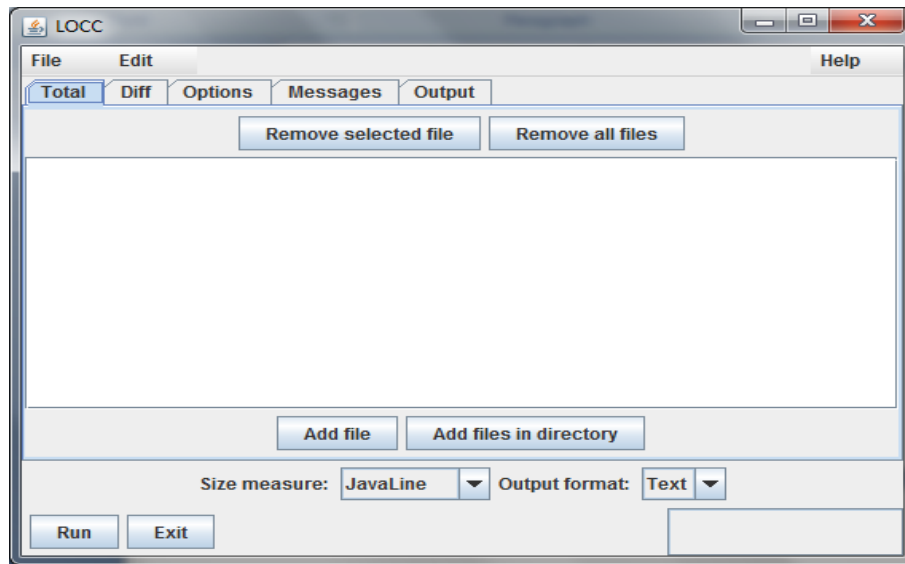 LOCC
File Edit Help
Total Diff Options Messages Output
Remove selected file Remove all files
Add file Add files in directory
Size measure: JavaLine Output format: Text
Run Exit